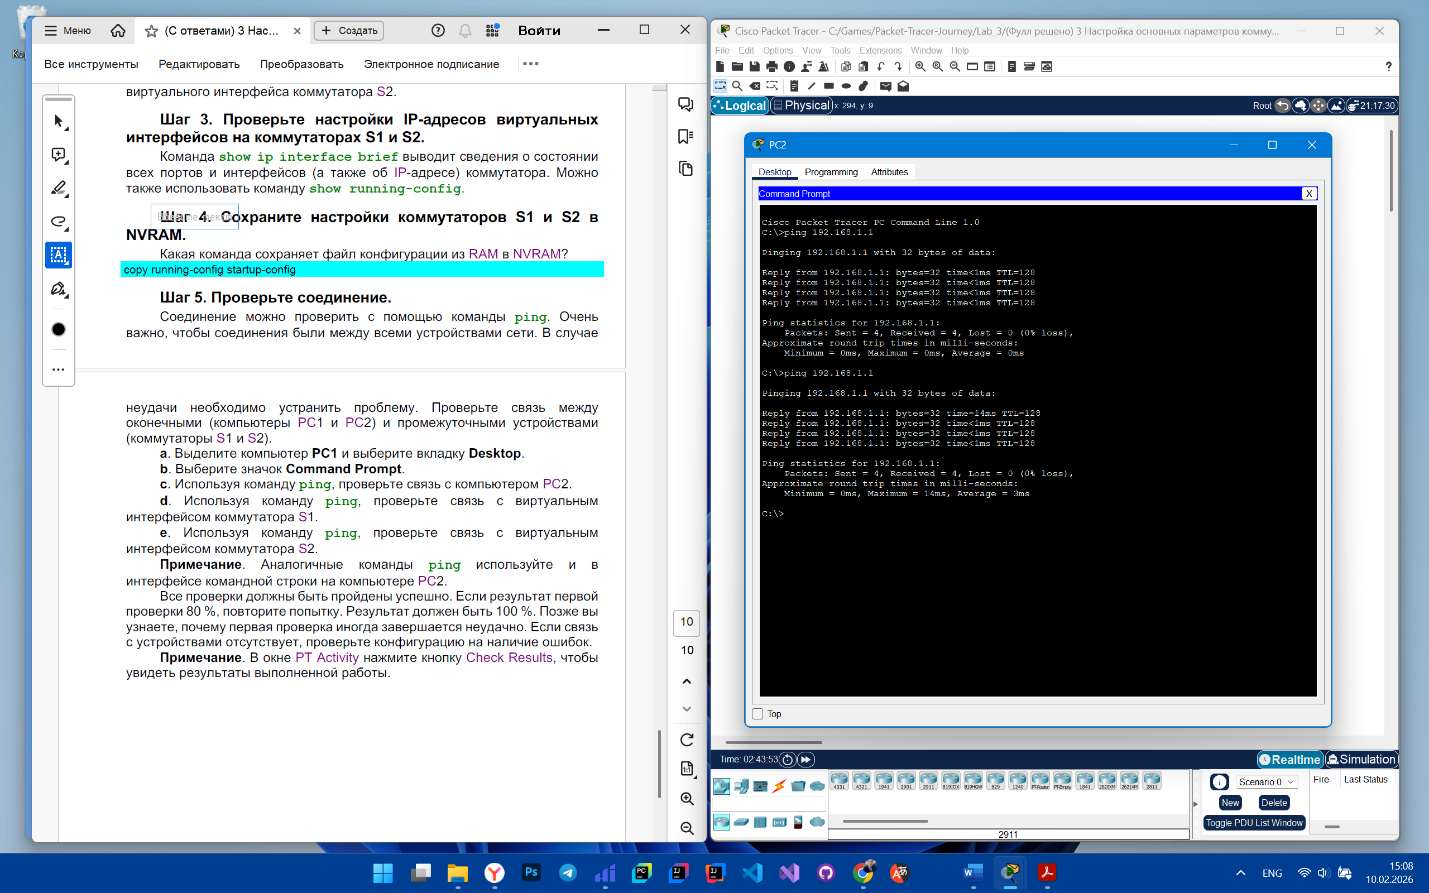 Меню
(С ответами) 3 Нас...
Создать
Войти
Все инструменты
Редактировать
Преобразовать
Электронное подписание
виртуального интерфейса коммутатора S2.
Шаг 3. Проверьте настройки IP-адресов виртуальных
интерфейсов на коммутаторах S1 и S2.
Команда show ip interface brief выводит сведения о состоянии
всех портов и интерфейсов (а также об IP-адресе) коммутатора. Можно
также использовать команду show running-config.
Шаг 4. Сохраните настройки коммутаторов S1 и S2 в
NVRAM.
Какая команда сохраняет файл конфигурации из RAM в NVRAM?
copy running-config startup-config
Шаг 5. Проверьте соединение.
Соединение можно проверить с помощью команды ping. Очень
важно, чтобы соединения были между всеми устройствами сети. В случае
неудачи необходимо устранить проблему. Проверьте связь между
оконечными (компьютеры PC1 и PC2) и промежуточными устройствами
(коммутаторы S1 и S2).
a. Выделите компьютер PC1 и выберите вкладку Desktop.
b. Выберите значок Command Prompt.
c. Используя команду ping, проверьте связь с компьютером PC2.
d. Используя команду ping, проверьте связь с виртуальным
интерфейсом коммутатора S1.
e. Используя команду ping, проверьте связь с виртуальным
интерфейсом коммутатора S2.
Примечание. Аналогичные команды ping используйте и в
интерфейсе командной строки на компьютере PC2.
Все проверки должны быть пройдены успешно. Если результат первой
проверки 80 %, повторите попытку. Результат должен быть 100 %. Позже вы
узнаете, почему первая проверка иногда завершается неудачно. Если связь
с устройствами отсутствует, проверьте конфигурацию на наличие ошибок.
Примечание. В окне PT Activity нажмите кнопку Check Results, чтобы
увидеть результаты выполненной работы.
10
10
Cisco Packet Tracer - C:/Games/Packet-Tracer-Journey/Lab_3/(Фулл решено) 3 Настройка основных параметров комму...
File Edit Options View Tools Extensions Window Help
Logical
Physical
x: 294, y: 9
Root
21:17:30
PC2
Desktop
Programming
Attributes
Command Prompt
X
Cisco Packet Tracer PC Command Line 1.0
C:\>ping 192.168.1.1
Pinging 192.168.1.1 with 32 bytes of data:
Reply from 192.168.1.1: bytes=32 time<1ms TTL=128
Reply from 192.168.1.1: bytes=32 time<1ms TTL=128
Reply from 192.168.1.1: bytes=32 time<1ms TTL=128
Reply from 192.168.1.1: bytes=32 time<1ms TTL=128
Ping statistics for 192.168.1.1:
Packets: Sent = 4, Received = 4, Lost = 0 (0% loss),
Approximate round trip times in milli-seconds:
Minimum = 0ms, Maximum = 0ms, Average = 0ms
C:\>ping 192.168.1.1
Pinging 192.168.1.1 with 32 bytes of data:
Reply from 192.168.1.1: bytes=32 time=14ms TTL=128
Reply from 192.168.1.1: bytes=32 time<1ms TTL=128
Reply from 192.168.1.1: bytes=32 time<1ms TTL=128
Reply from 192.168.1.1: bytes=32 time<1ms TTL=128
Ping statistics for 192.168.1.1:
Packets: Sent = 4, Received = 4, Lost = 0 (0% loss),
Approximate round trip times in milli-seconds:
Minimum = 0ms, Maximum = 14ms, Average = 3ms
C:\>
Top
Time: 02:43:53
Realtime
Simulation
4331 4321 1941 2901 2911 819IOX 819HGW 829 1240 PT-Router PT-Empty 1841 2620XM 2621XM 2811
2911
Scenario 0
New
Delete
Toggle PDU List Window
Fire
Last Status
ENG
15:08
10.02.2026